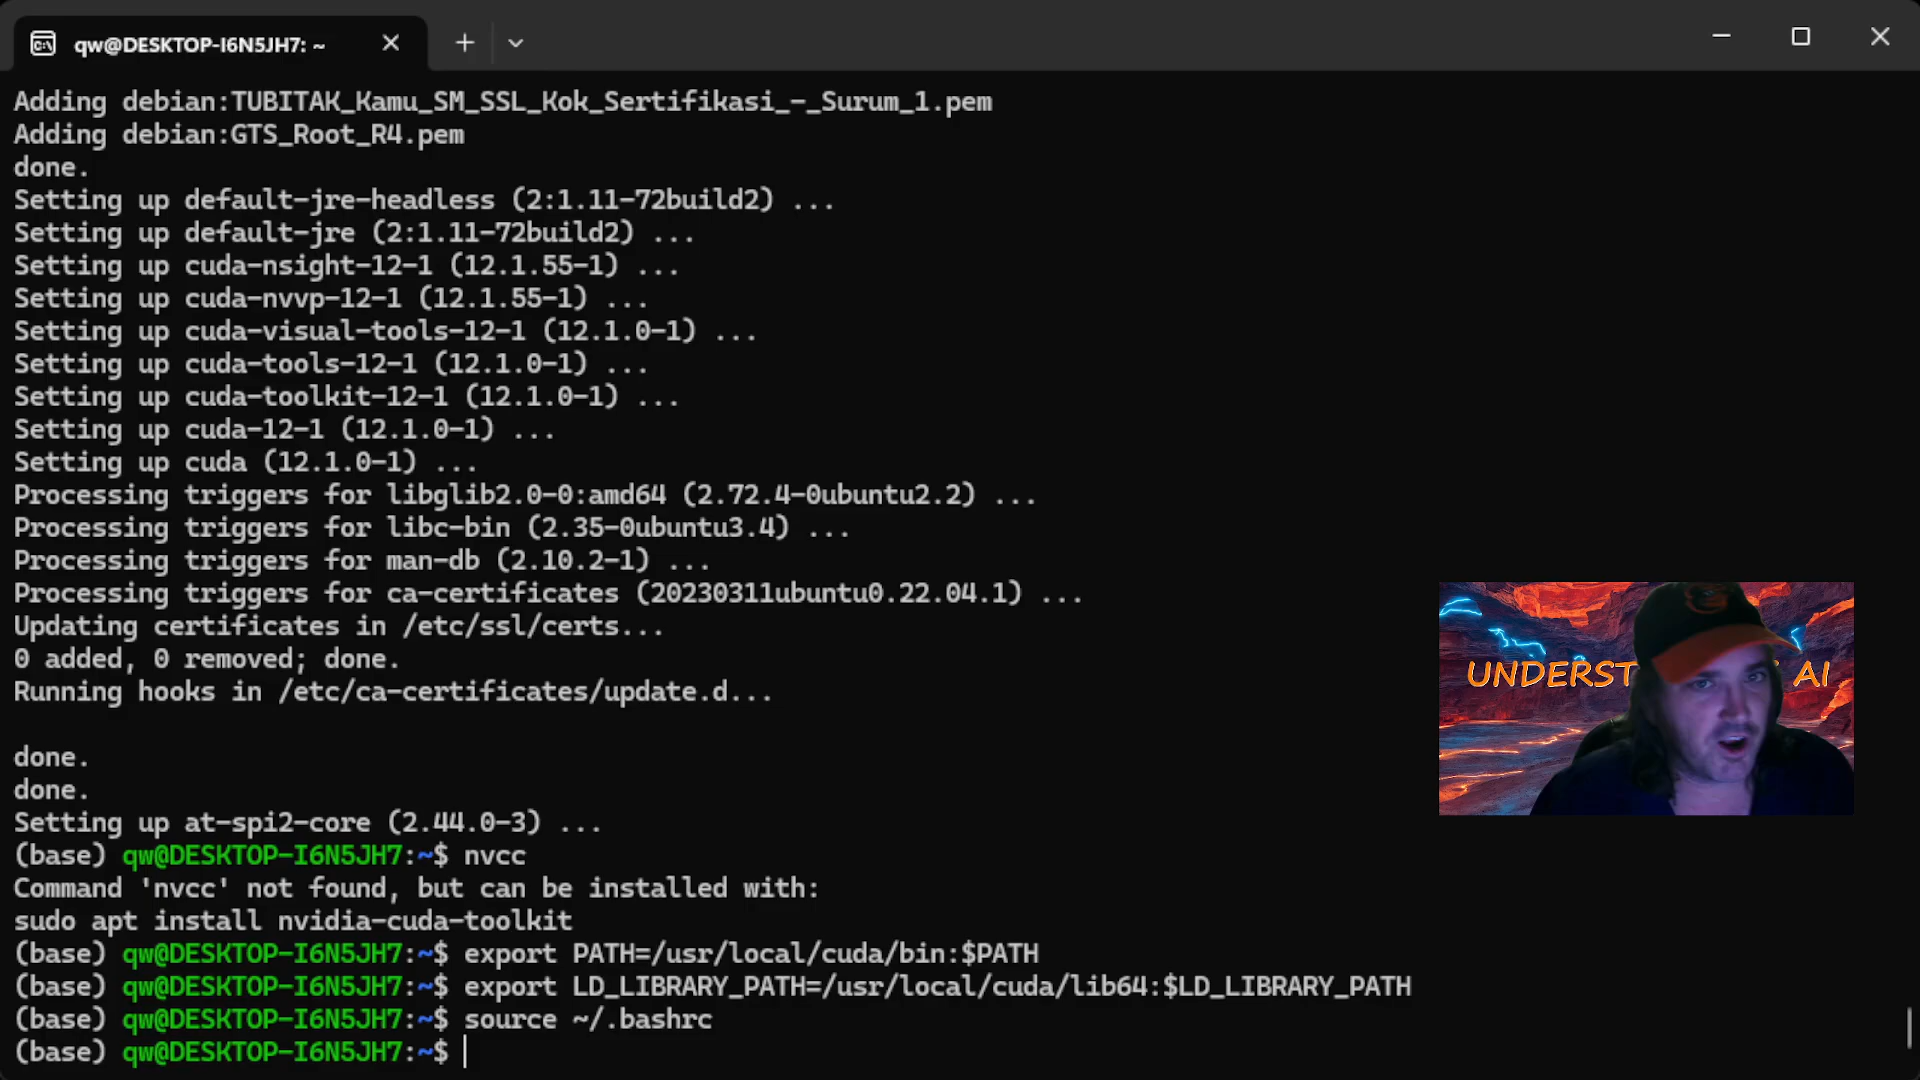 qw@DESKTOP-I6N5JH7: ~
Adding debian:TUBITAK_Kamu_SM_SSL_Kok_Sertifikasi_-_Surum_1.pem
Adding debian:GTS_Root_R4.pem
done.
Setting up default-jre-headless (2:1.11-72build2) ...
Setting up default-jre (2:1.11-72build2) ...
Setting up cuda-nsight-12-1 (12.1.55-1) ...
Setting up cuda-nvvp-12-1 (12.1.55-1) ...
Setting up cuda-visual-tools-12-1 (12.1.0-1) ...
Setting up cuda-tools-12-1 (12.1.0-1) ...
Setting up cuda-toolkit-12-1 (12.1.0-1) ...
Setting up cuda-12-1 (12.1.0-1) ...
Setting up cuda (12.1.0-1) ...
Processing triggers for libglib2.0-0:amd64 (2.72.4-0ubuntu2.2) ...
Processing triggers for libc-bin (2.35-0ubuntu3.4) ...
Processing triggers for man-db (2.10.2-1) ...
Processing triggers for ca-certificates (20230311ubuntu0.22.04.1) ...
Updating certificates in /etc/ssl/certs...
0 added, 0 removed; done.
Running hooks in /etc/ca-certificates/update.d...
done.
done.
Setting up at-spi2-core (2.44.0-3) ...
(base) qw@DESKTOP-I6N5JH7:~$ nvcc
Command 'nvcc' not found, but can be installed with:
sudo apt install nvidia-cuda-toolkit
(base) qw@DESKTOP-I6N5JH7:~$ export PATH=/usr/local/cuda/bin:$PATH
(base) qw@DESKTOP-I6N5JH7:~$ export LD_LIBRARY_PATH=/usr/local/cuda/lib64:$LD_LIBRARY_PATH
(base) qw@DESKTOP-I6N5JH7:~$ source ~/.bashrc
(base) qw@DESKTOP-I6N5JH7:~$
UNDERST AI